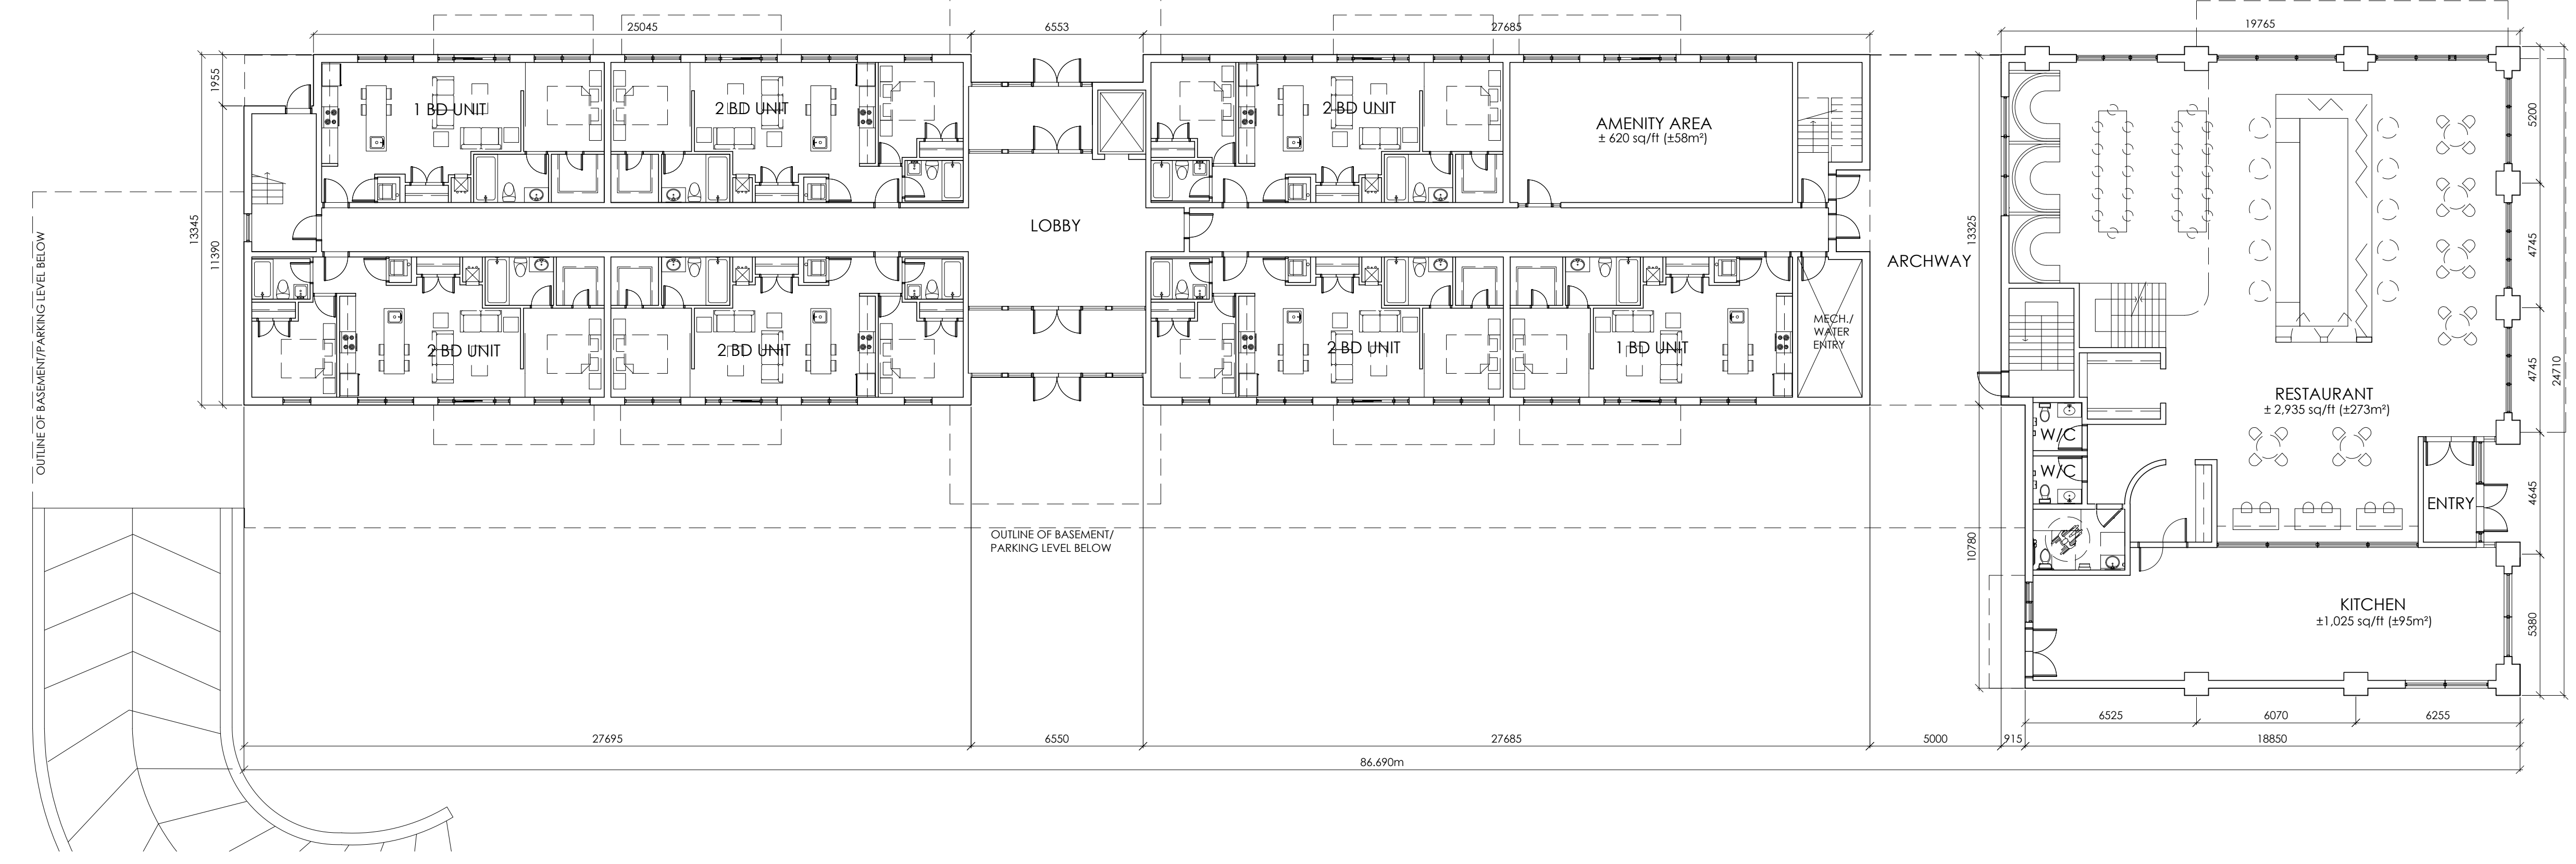 25045
6553
27685
19765
1955
11390
13345
1 BD UNIT
2 BD UNIT
2 BD UNIT
AMENITY AREA
± 620 sq/ft (±58m²)
LOBBY
ARCHWAY
13325
10780
2 BD UNIT
2 BD UNIT
2 BD UNIT
1 BD UNIT
MECH./
WATER
ENTRY
OUTLINE OF BASEMENT/PARKING LEVEL BELOW
OUTLINE OF BASEMENT/
PARKING LEVEL BELOW
RESTAURANT
± 2,935 sq/ft (±273m²)
W/C
W/C
ENTRY
KITCHEN
±1,025 sq/ft (±95m²)
5200
4745
4745
4645
5380
24710
6525
6070
6255
27695
6550
27685
5000
915
18850
86.690m